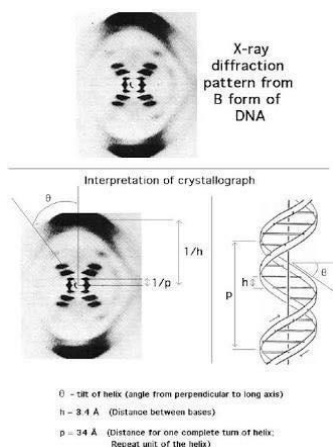 X-ray
diffraction
pattern from
B form of
DNA
Interpretation of crystallograph
θ
1/h
1/p
h
p
θ
θ - tilt of helix (angle from perpendicular to long axis)
h = 3.4 Å (Distance between bases)
p = 34 Å (Distance for one complete turn of helix;
Repeat unit of the helix)